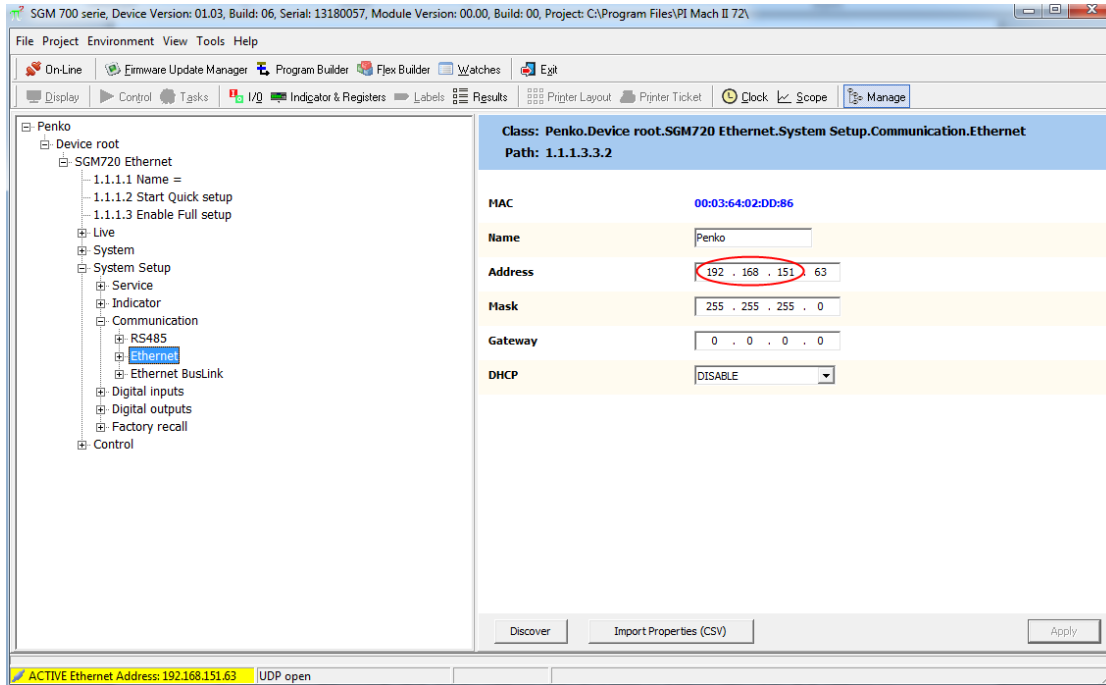 SGM 700 serie, Device Version: 01.03, Build: 06, Serial: 13180057, Module Version: 00.00, Build: 00, Project: C:\Program Files\PI Mach II 72\
File Project Environment View Tools Help
On-Line Firmware Update Manager Program Builder Flex Builder Watches Exit
Display Control Tasks I/O Indicator & Registers Labels Results Printer Layout Printer Ticket Clock Scope Manage
Penko
Device root
SGM720 Ethernet
1.1.1.1 Name =
1.1.1.2 Start Quick setup
1.1.1.3 Enable Full setup
Live
System
System Setup
Service
Indicator
Communication
RS485
Ethernet
Ethernet BusLink
Digital inputs
Digital outputs
Factory recall
Control
Class: Penko.Device root.SGM720 Ethernet.System Setup.Communication.Ethernet
Path: 1.1.1.3.3.2
MAC 00:03:64:02:DD:86
Name Penko
Address 192 . 168 . 151 . 63
Mask 255 . 255 . 255 . 0
Gateway 0 . 0 . 0 . 0
DHCP DISABLE
Discover Import Properties (CSV) Apply
ACTIVE Ethernet Address: 192.168.151.63 UDP open